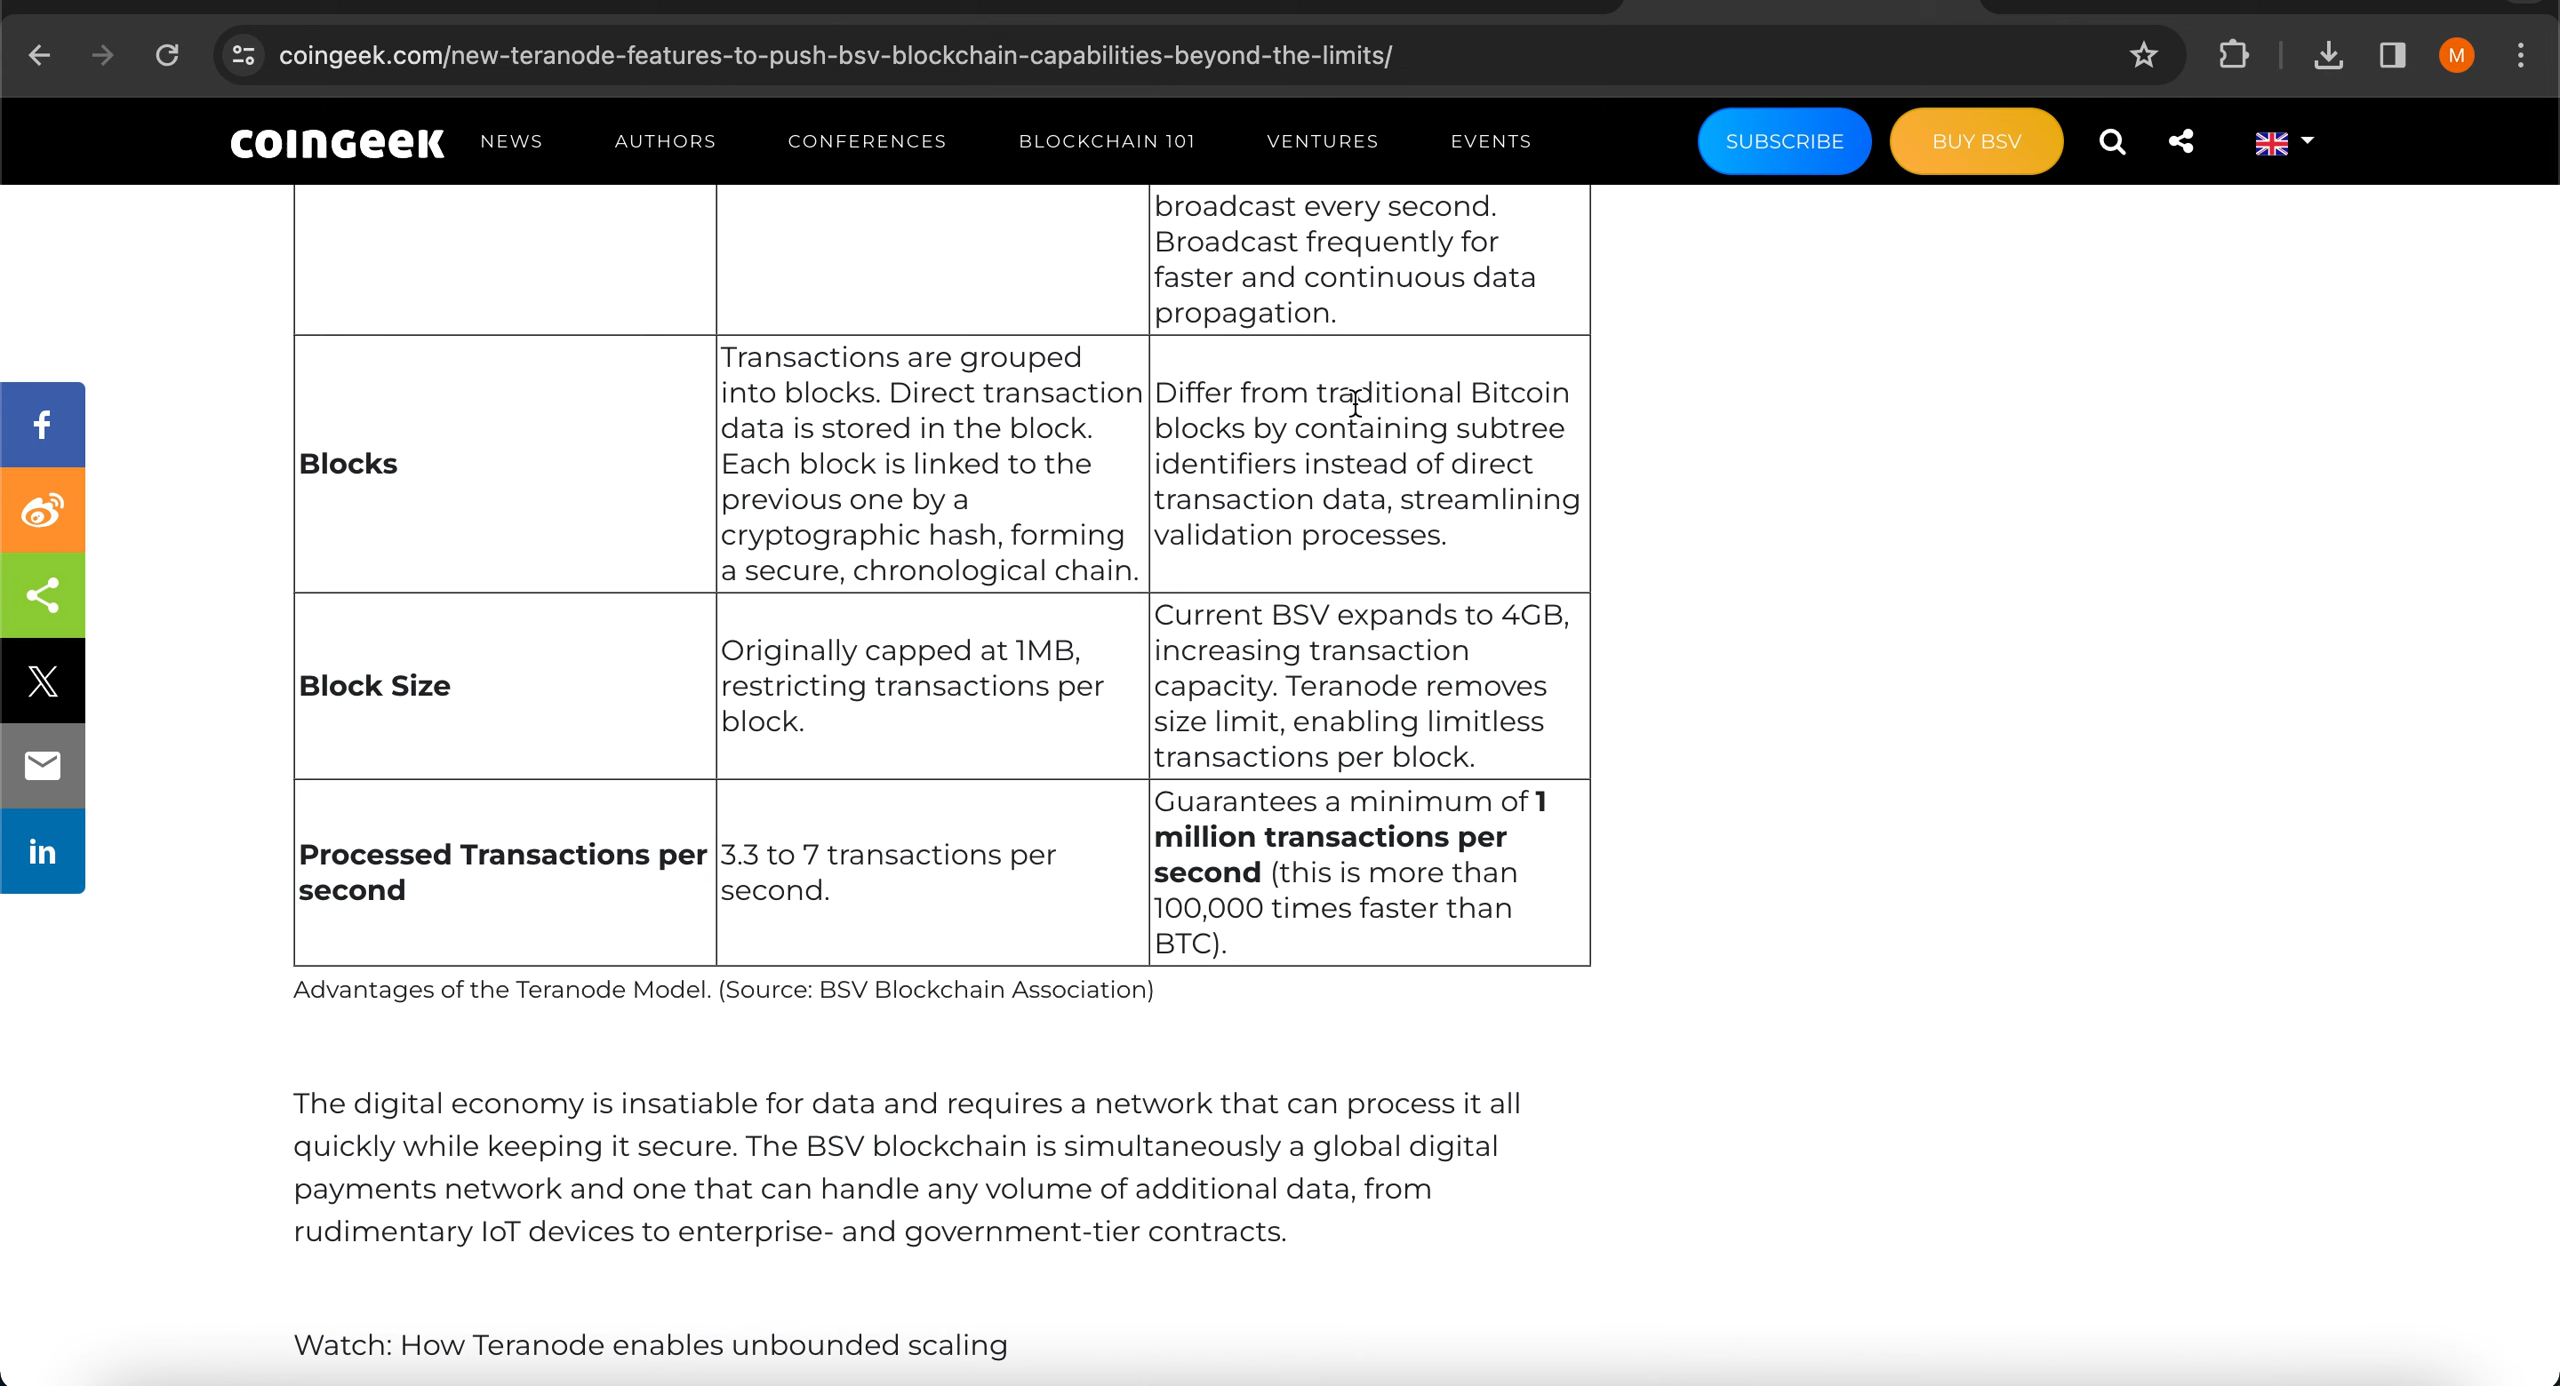 coingeek.com/new-teranode-features-to-push-bsv-blockchain-capabilities-beyond-the-limits/
M
COINGEEK
NEWS
AUTHORS
CONFERENCES
BLOCKCHAIN 101
VENTURES
EVENTS
SUBSCRIBE
BUY BSV
broadcast every second.
Broadcast frequently for
faster and continuous data
propagation.
Blocks
Transactions are grouped
into blocks. Direct transaction
data is stored in the block.
Each block is linked to the
previous one by a
cryptographic hash, forming
a secure, chronological chain.
Differ from traditional Bitcoin
blocks by containing subtree
identifiers instead of direct
transaction data, streamlining
validation processes.
Block Size
Originally capped at 1MB,
restricting transactions per
block.
Current BSV expands to 4GB,
increasing transaction
capacity. Teranode removes
size limit, enabling limitless
transactions per block.
Processed Transactions per
second
3.3 to 7 transactions per
second.
Guarantees a minimum of 1
million transactions per
second (this is more than
100,000 times faster than
BTC).
Advantages of the Teranode Model. (Source: BSV Blockchain Association)
The digital economy is insatiable for data and requires a network that can process it all
quickly while keeping it secure. The BSV blockchain is simultaneously a global digital
payments network and one that can handle any volume of additional data, from
rudimentary IoT devices to enterprise- and government-tier contracts.
Watch: How Teranode enables unbounded scaling